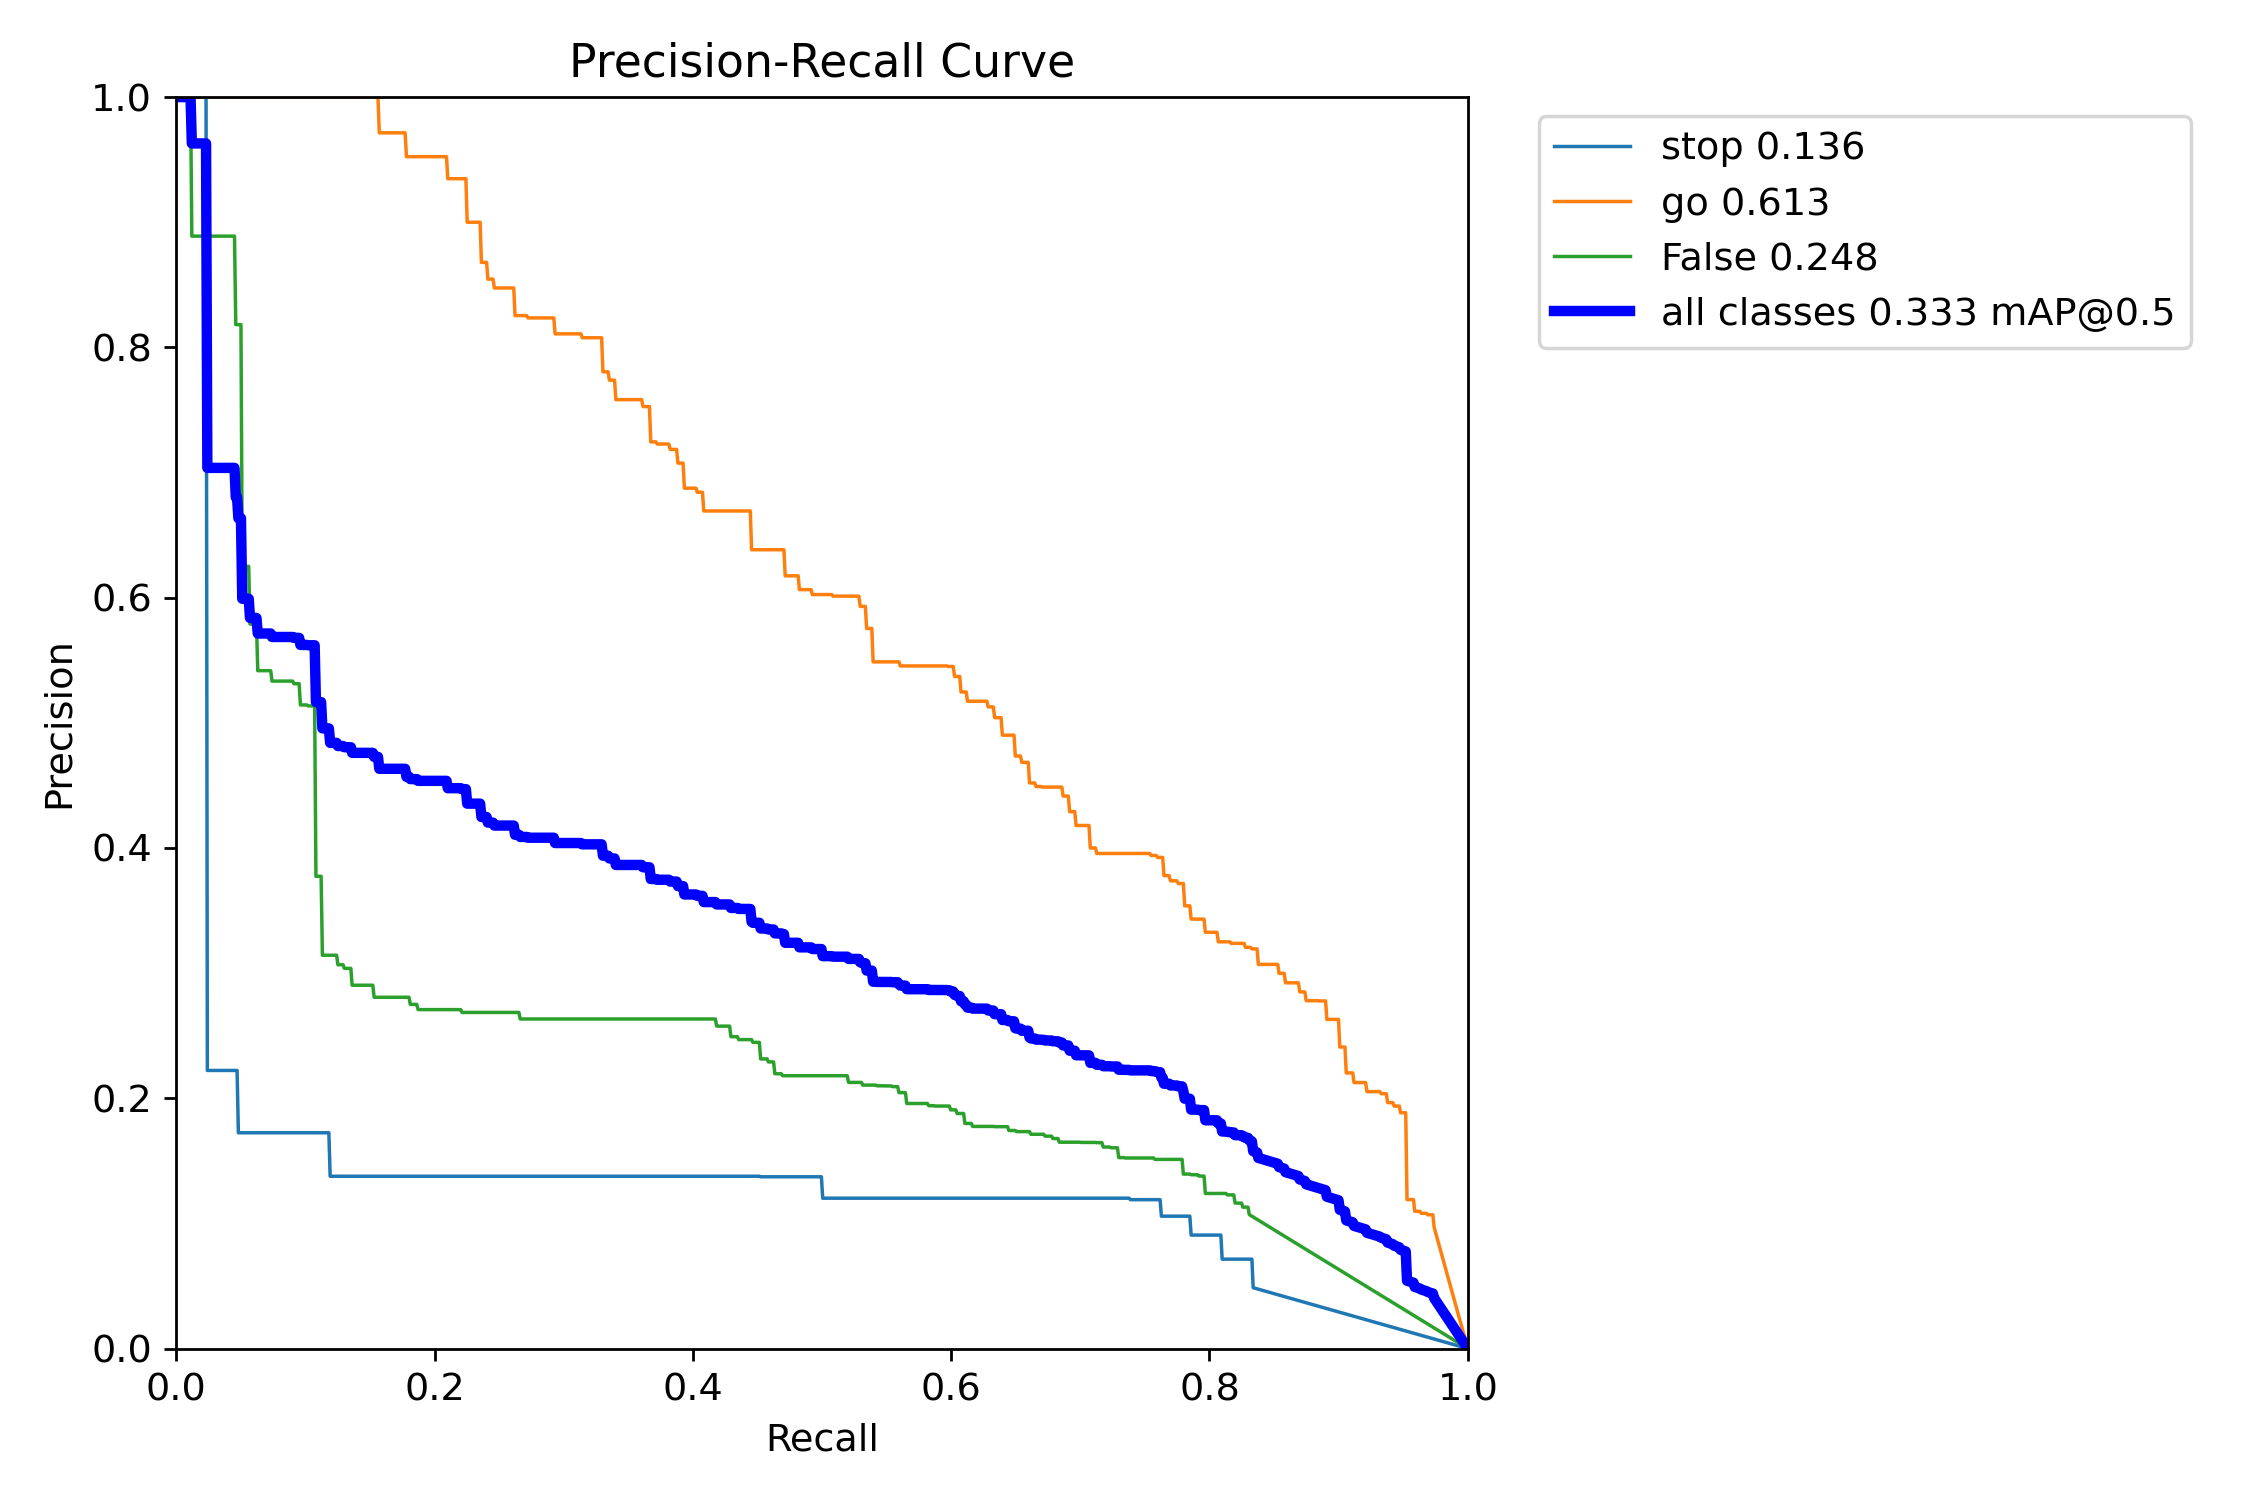 Precision-Recall Curve
1.0
0.8
0.6
0.4
0.2
0.0
Precision
0.0 0.2 0.4 0.6 0.8 1.0
Recall
stop 0.136
go 0.613
False 0.248
all classes 0.333 mAP@0.5